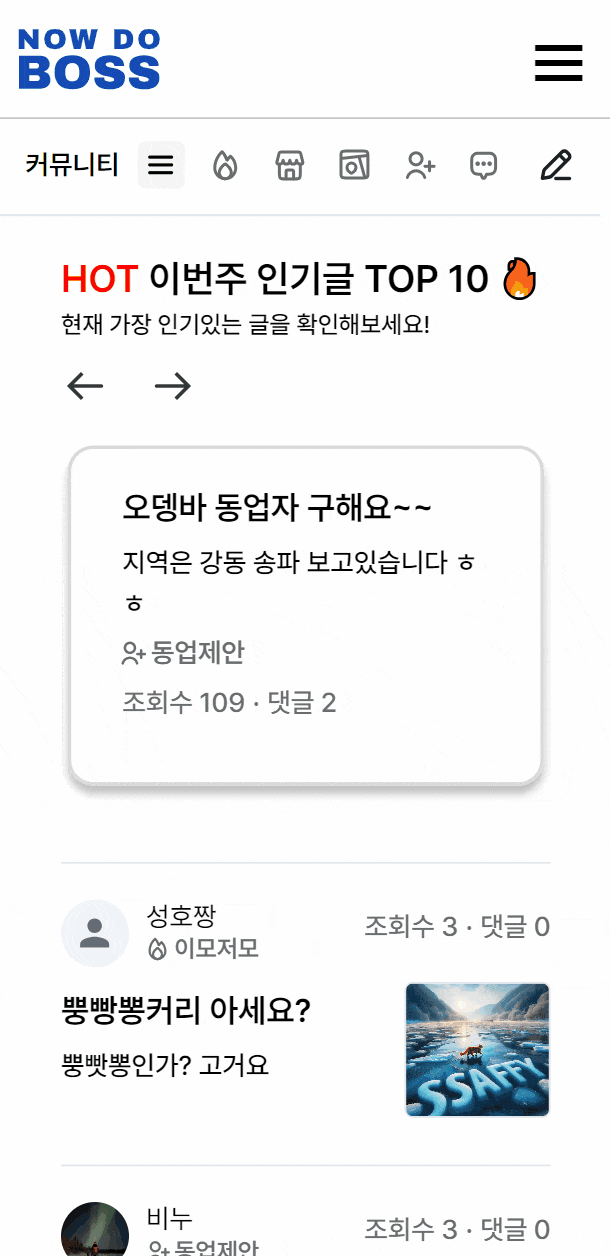 NOW DO
BOSS
커뮤니티
HOT 이번주 인기글 TOP 10 🔥
현재 가장 인기있는 글을 확인해보세요!
오뎅바 동업자 구해요~~
지역은 강동 송파 보고있습니다 ㅎ
ㅎ
동업제안
조회수 109 · 댓글 2
성호짱
이모저모
조회수 3 · 댓글 0
뿡빵뽕커리 아세요?
뿡빳뽕인가? 고거요
SSAFY
비누
동업제안
조회수 3 · 댓글 0